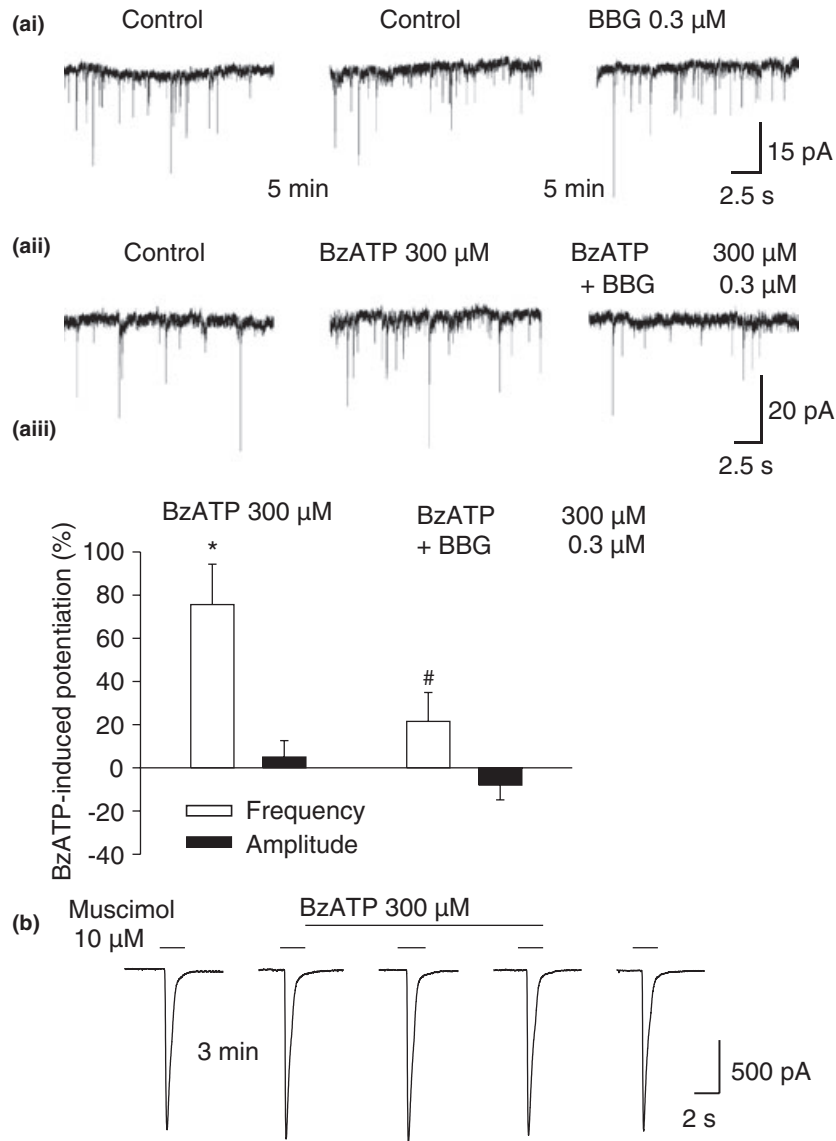 (ai)
Control Control BBG 0.3 µM
5 min 5 min
15 pA
2.5 s
(aii)
Control BzATP 300 µM BzATP 300 µM
+ BBG 0.3 µM
20 pA
2.5 s
(aiii)
BzATP 300 µM BzATP 300 µM
+ BBG 0.3 µM
BzATP-induced potentiation (%)
100
80
60
40
20
0
-20
-40
*
#
Frequency
Amplitude
(b)
Muscimol
10 µM
BzATP 300 µM
3 min
500 pA
2 s